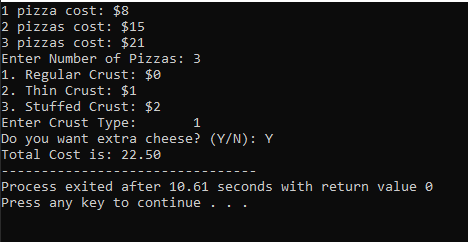 1 pizza cost: $8
2 pizzas cost: $15
3 pizzas cost: $21
Enter Number of Pizzas: 3
1. Regular Crust: $0
2. Thin Crust: $1
3. Stuffed Crust: $2
Enter Crust Type:       1
Do you want extra cheese? (Y/N): Y
Total Cost is: 22.50
--------------------------------
Process exited after 10.61 seconds with return value 0
Press any key to continue . . .